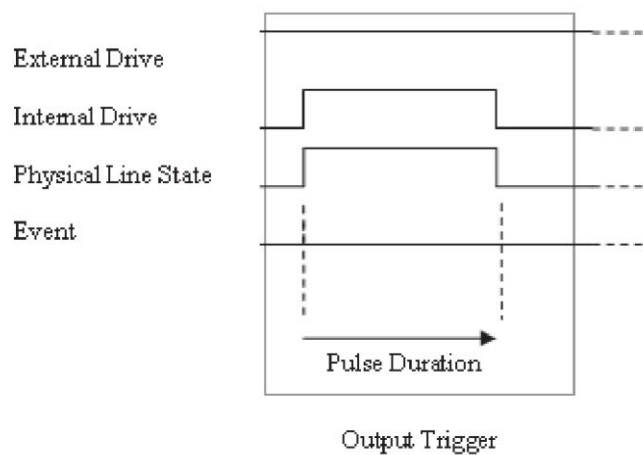 External Drive
Internal Drive
Physical Line State
Event
Pulse Duration
Output Trigger